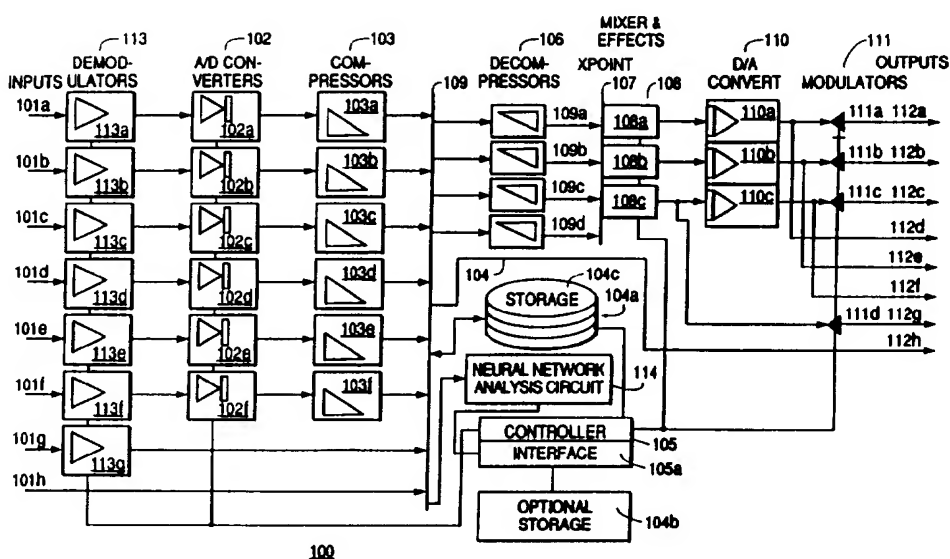 113
102
103
MIXER & EFFECTS
110
DEMOD-ULATORS
A/D CON-VERTERS
COM-PRESSORS
106
DECOM-PRESSORS
XPOINT
D/A CONVERT
111
MODULATORS
INPUTS
OUTPUTS
109
107
108
101a
113a
102a
103a
109a
108a
110a
111a
112a
101b
113b
102b
103b
109b
108b
110b
111b
112b
101c
113c
102c
103c
109c
108c
110c
111c
112c
109d
112d
101d
113d
102d
103d
104
104c
STORAGE
104a
112e
112f
101e
113e
102e
103e
111d
112g
112h
NEURAL NETWORK
ANALYSIS CIRCUIT
114
101f
113f
102f
103f
101g
113g
CONTROLLER
105
INTERFACE
105a
101h
OPTIONAL
STORAGE
104b
100